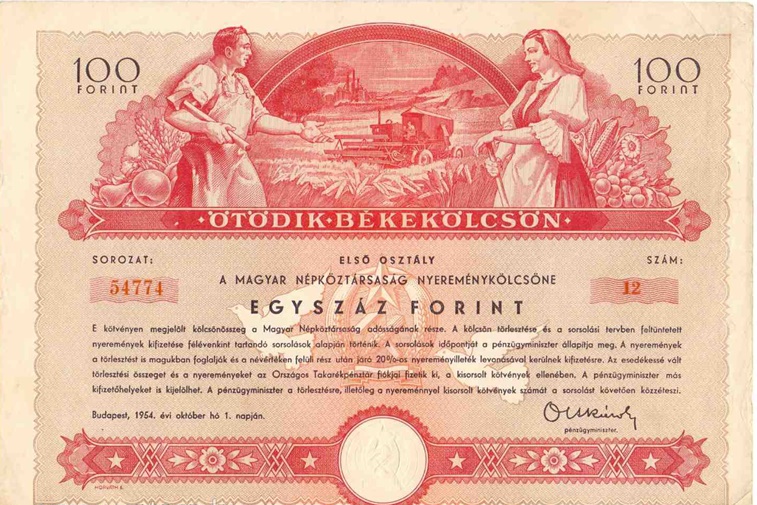 100
FORINT
100
FORINT
ÖTÖDIK·BÉKEKÖLCSÖN
SOROZAT:
ELSŐ OSZTÁLY
SZÁM:
54774
A MAGYAR NÉPKÖZTÁRSASÁG NYEREMÉNYKÖLCSÖNE
12
EGYSZÁZ FORINT
E kötvényen megjelölt kölcsönösszeg a Magyar Népköztársaság adósságának része. A kölcsön törlesztése és a sorsolási tervben feltüntetett
nyeremények kifizetése félévenként tartandó sorsolások alapján történik. A sorsolások időpontját a pénzügyminiszter állapítja meg. A nyeremények
a törlesztést is magukban foglalják és a névértéken felüli rész után járó 20%-os nyereményilleték levonásával kerülnek kifizetésre. Az esedékessé vált
törlesztési összeget és a nyereményeket az Országos Takarékpénztár fiókjai fizetik ki, a kisorsolt kötvények ellenében. A pénzügyminiszter más
kifizetőhelyeket is kijelölhet. A pénzügyminiszter a törlesztésre, illetőleg a nyereménnyel kisorsolt kötvények számát a sorsolást követően közzéteszi.
Budapest, 1954. évi október hó 1. napján.
pénzügyminiszter.
HORVÁTH E.